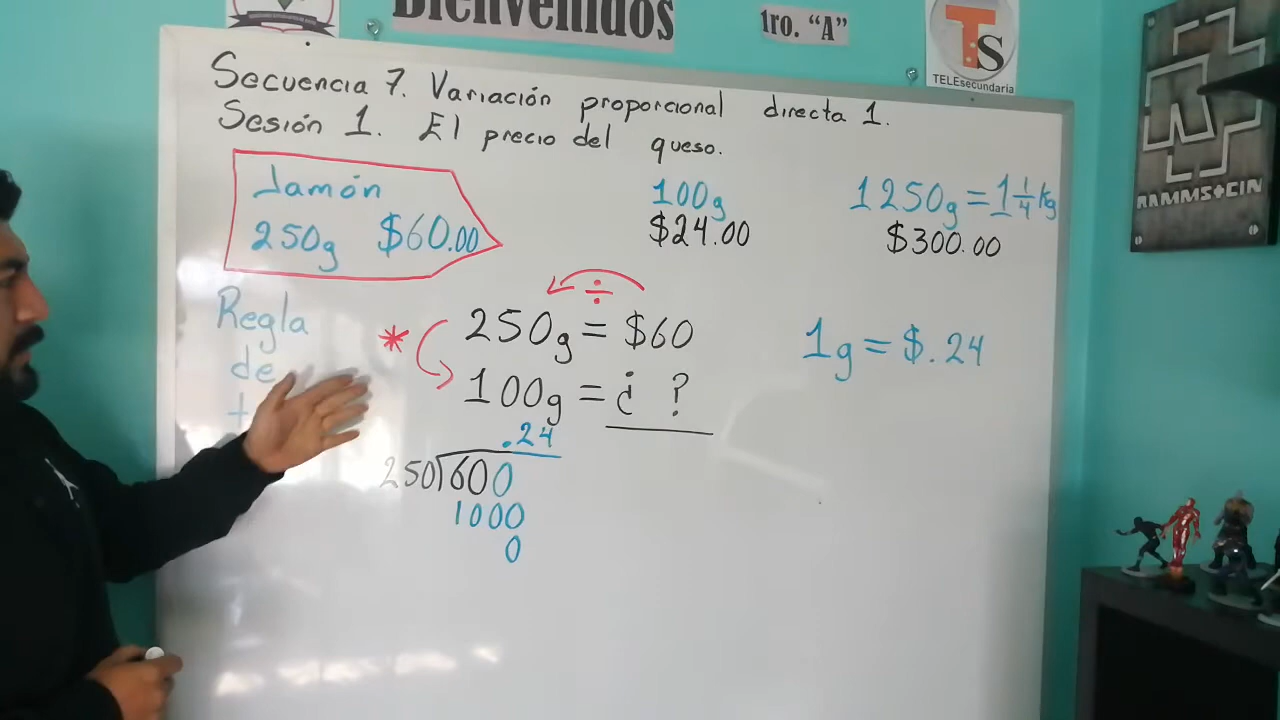 Bienvenidos
1ro. “A”
TS
TELEsecundaria
RAMMSTEIN
Secuencia 7. Variación proporcional directa 1.
Sesión 1. El precio del queso.
Jamón
250g $60.00
100g
$24.00
1250g = 1 1/4 kg
$300.00
Regla
de
÷
* 250g = $60
100g = ¿ ?
1g = $.24
.24
250 600
1000
0